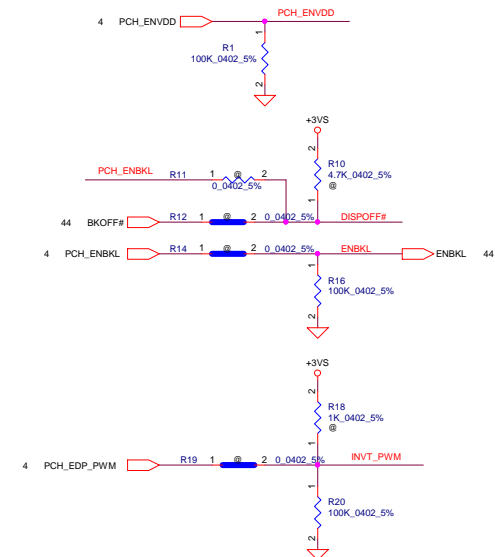 4 PCH_ENVDD PCH_ENVDD
1
R1
100K_0402_5%
2
+3VS
2
R10
4.7K_0402_5%
@
1
PCH_ENBKL R11 1 @ 2
0_0402_5%
44 BKOFF# R12 1 @ 2 0_0402_5% DISPOFF#
4 PCH_ENBKL R14 1 @ 2 0_0402_5% ENBKL ENBKL 44
1
R16
100K_0402_5%
2
+3VS
2
R18
1K_0402_5%
@
1
4 PCH_EDP_PWM R19 1 @ 2 0_0402_5% INVT_PWM
1
R20
100K_0402_5%
2